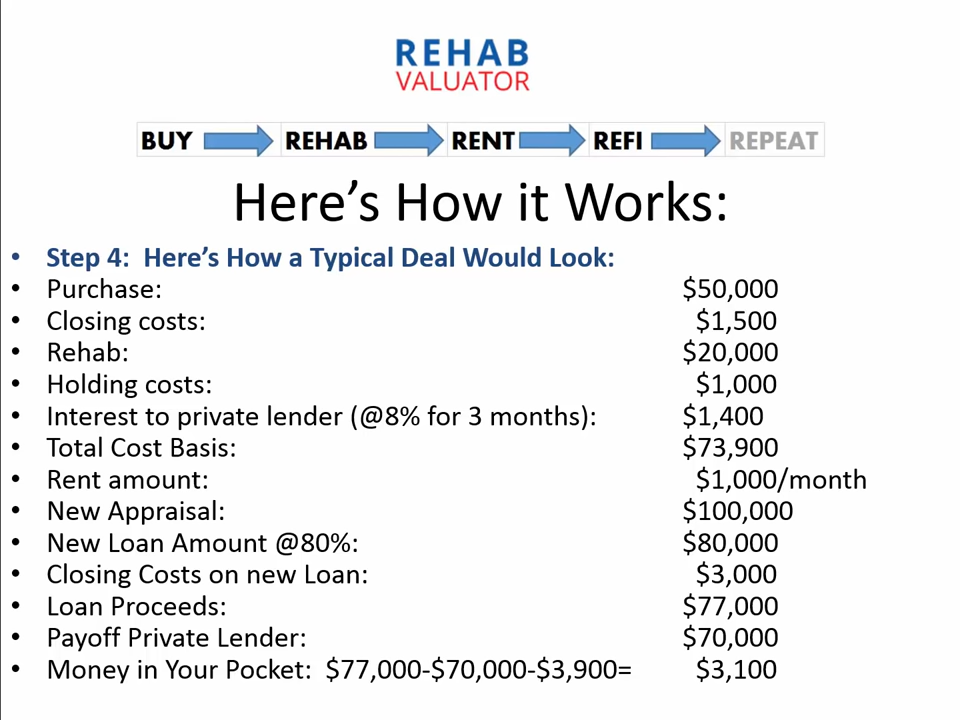 REHAB
VALUATOR
BUY REHAB RENT REFI REPEAT
Here’s How it Works:
• Step 4: Here’s How a Typical Deal Would Look:
• Purchase: $50,000
• Closing costs: $1,500
• Rehab: $20,000
• Holding costs: $1,000
• Interest to private lender (@8% for 3 months): $1,400
• Total Cost Basis: $73,900
• Rent amount: $1,000/month
• New Appraisal: $100,000
• New Loan Amount @80%: $80,000
• Closing Costs on new Loan: $3,000
• Loan Proceeds: $77,000
• Payoff Private Lender: $70,000
• Money in Your Pocket: $77,000-$70,000-$3,900= $3,100